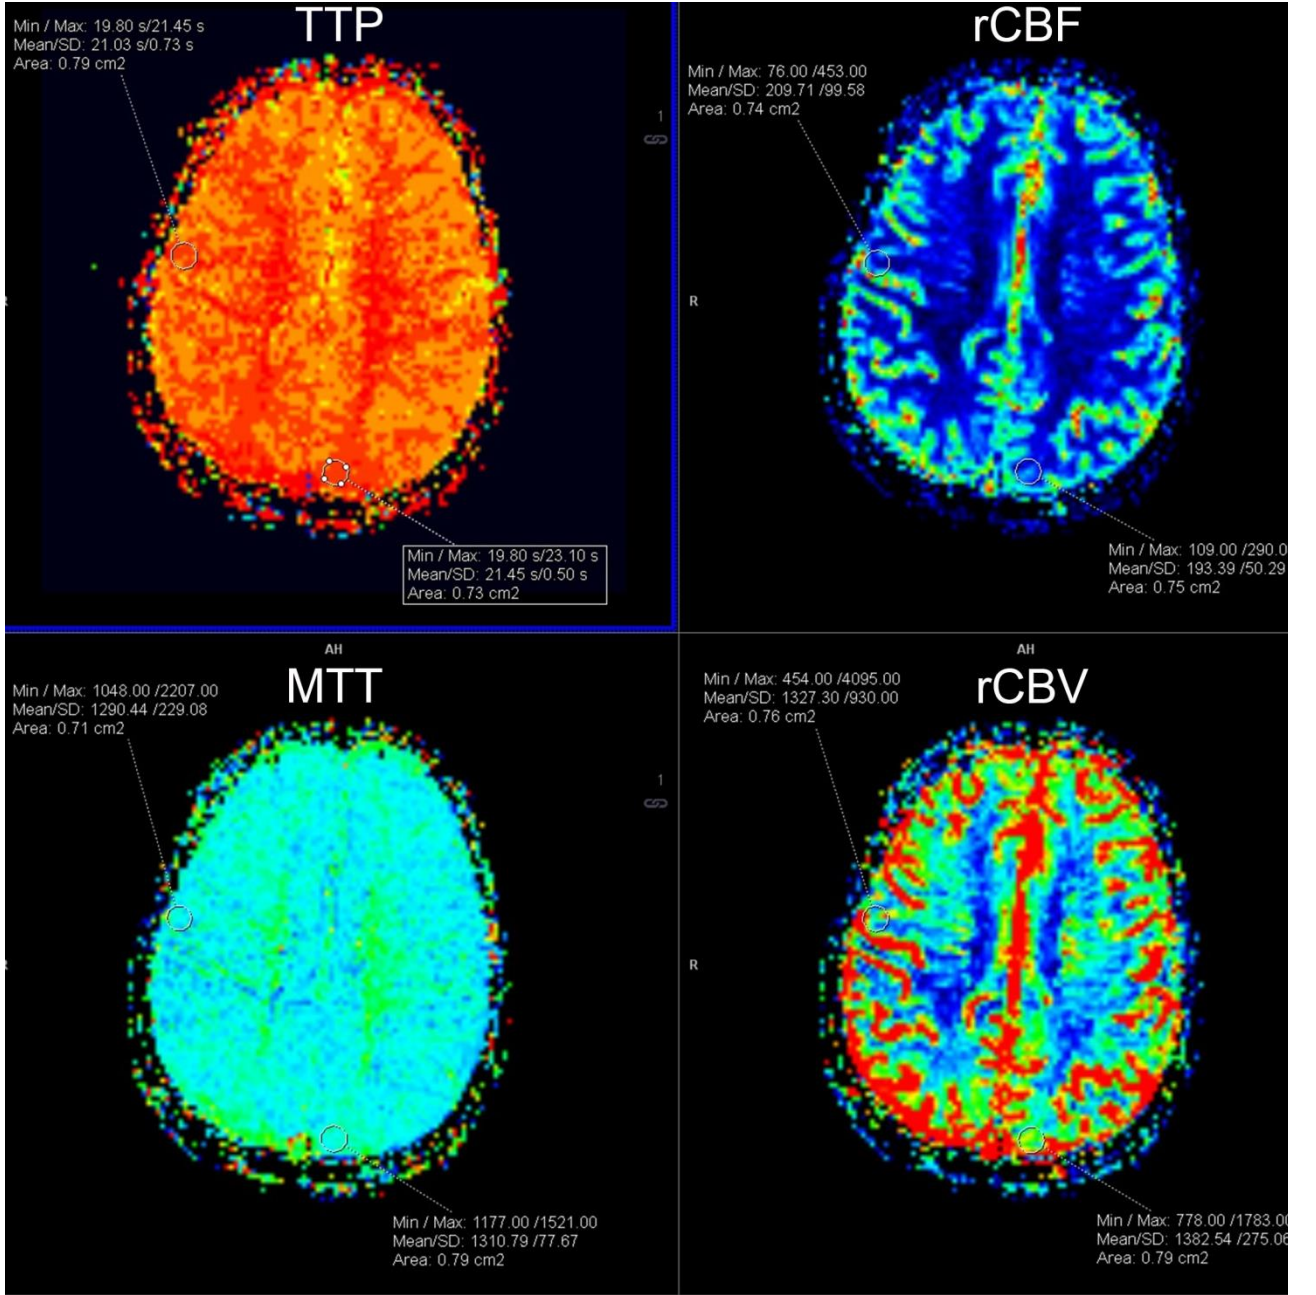 TTP
Min / Max: 19.80 s/21.45 s
Mean/SD: 21.03 s/0.73 s
Area: 0.79 cm2
1
R
Min / Max: 19.80 s/23.10 s
Mean/SD: 21.45 s/0.50 s
Area: 0.73 cm2
rCBF
Min / Max: 76.00 /453.00
Mean/SD: 209.71 /99.58
Area: 0.74 cm2
R
Min / Max: 109.00 /290.0
Mean/SD: 193.39 /50.29
Area: 0.75 cm2
AH
MTT
Min / Max: 1048.00 /2207.00
Mean/SD: 1290.44 /229.08
Area: 0.71 cm2
1
R
Min / Max: 1177.00 /1521.00
Mean/SD: 1310.79 /77.67
Area: 0.79 cm2
AH
rCBV
Min / Max: 454.00 /4095.00
Mean/SD: 1327.30 /930.00
Area: 0.76 cm2
R
Min / Max: 778.00 /1783.00
Mean/SD: 1382.54 /275.06
Area: 0.79 cm2